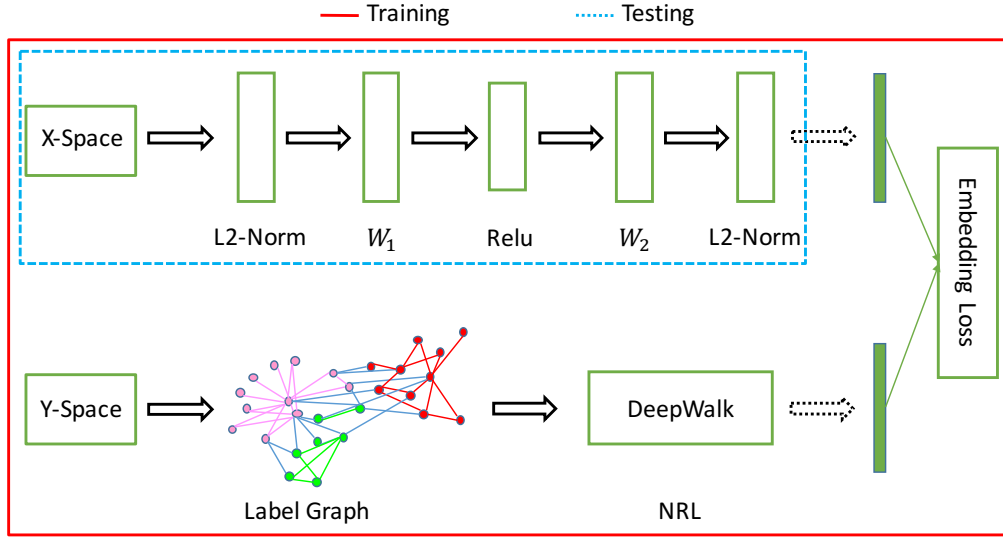 Training
Testing
X-Space
L2-Norm
W₁
Relu
W₂
L2-Norm
Embedding Loss
Y-Space
DeepWalk
Label Graph
NRL